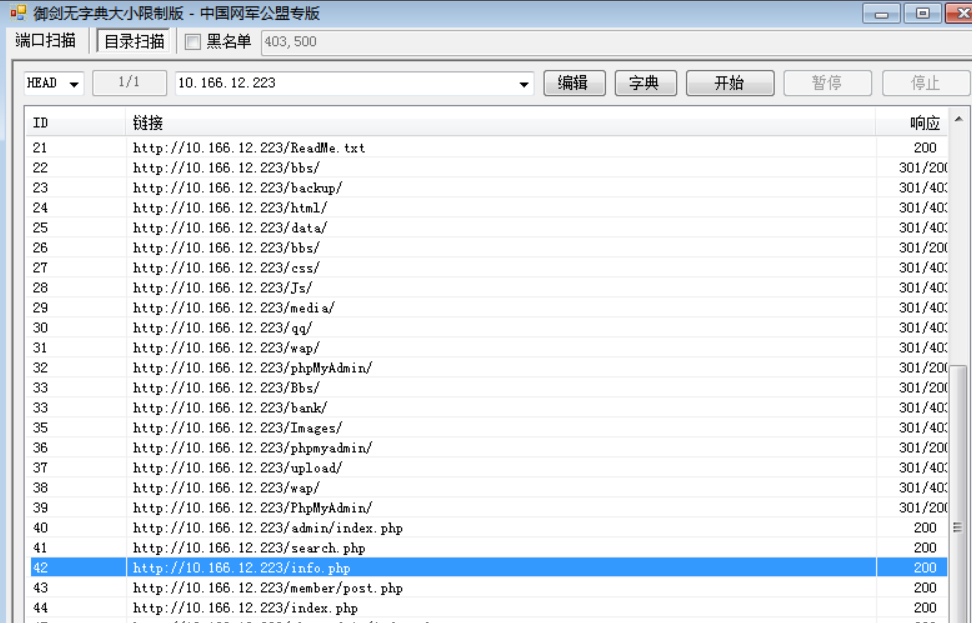 御剑无字典大小限制版 - 中国网军公盟专版
端口扫描 目录扫描 黑名单 403,500
HEAD 1/1 10.166.12.223 编辑 字典 开始 暂停 停止
ID 链接 响应
21 http://10.166.12.223/ReadMe.txt 200
22 http://10.166.12.223/bbs/ 301/200
23 http://10.166.12.223/backup/ 301/403
24 http://10.166.12.223/html/ 301/403
25 http://10.166.12.223/data/ 301/403
26 http://10.166.12.223/bbs/ 301/200
27 http://10.166.12.223/css/ 301/403
28 http://10.166.12.223/Js/ 301/403
29 http://10.166.12.223/media/ 301/403
30 http://10.166.12.223/qq/ 301/403
31 http://10.166.12.223/wap/ 301/403
32 http://10.166.12.223/phpMyAdmin/ 301/200
33 http://10.166.12.223/Bbs/ 301/200
33 http://10.166.12.223/bank/ 301/403
35 http://10.166.12.223/Images/ 301/403
36 http://10.166.12.223/phpmyadmin/ 301/200
37 http://10.166.12.223/upload/ 301/403
38 http://10.166.12.223/wap/ 301/403
39 http://10.166.12.223/PhpMyAdmin/ 301/200
40 http://10.166.12.223/admin/index.php 200
41 http://10.166.12.223/search.php 200
42 http://10.166.12.223/info.php 200
43 http://10.166.12.223/member/post.php 200
44 http://10.166.12.223/index.php 200